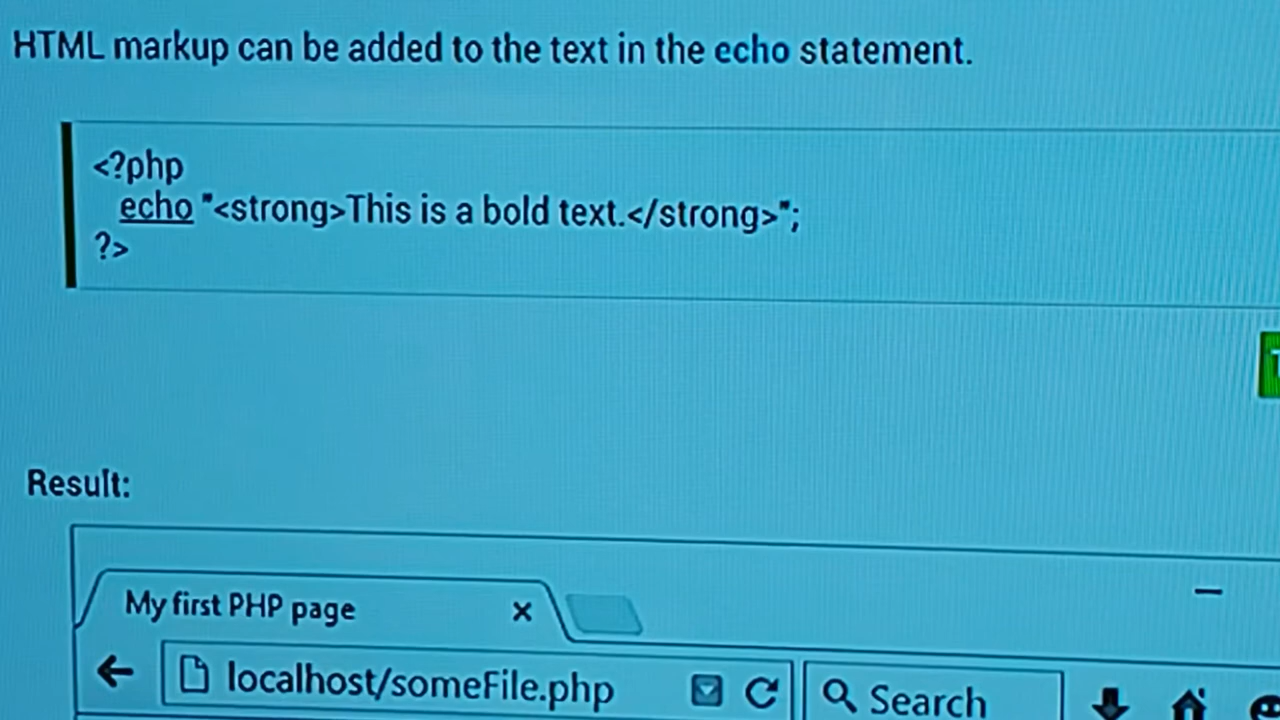 HTML markup can be added to the text in the echo statement.
<?php
echo "<strong>This is a bold text.</strong>";
?>
Result:
My first PHP page
localhost/someFile.php
Search